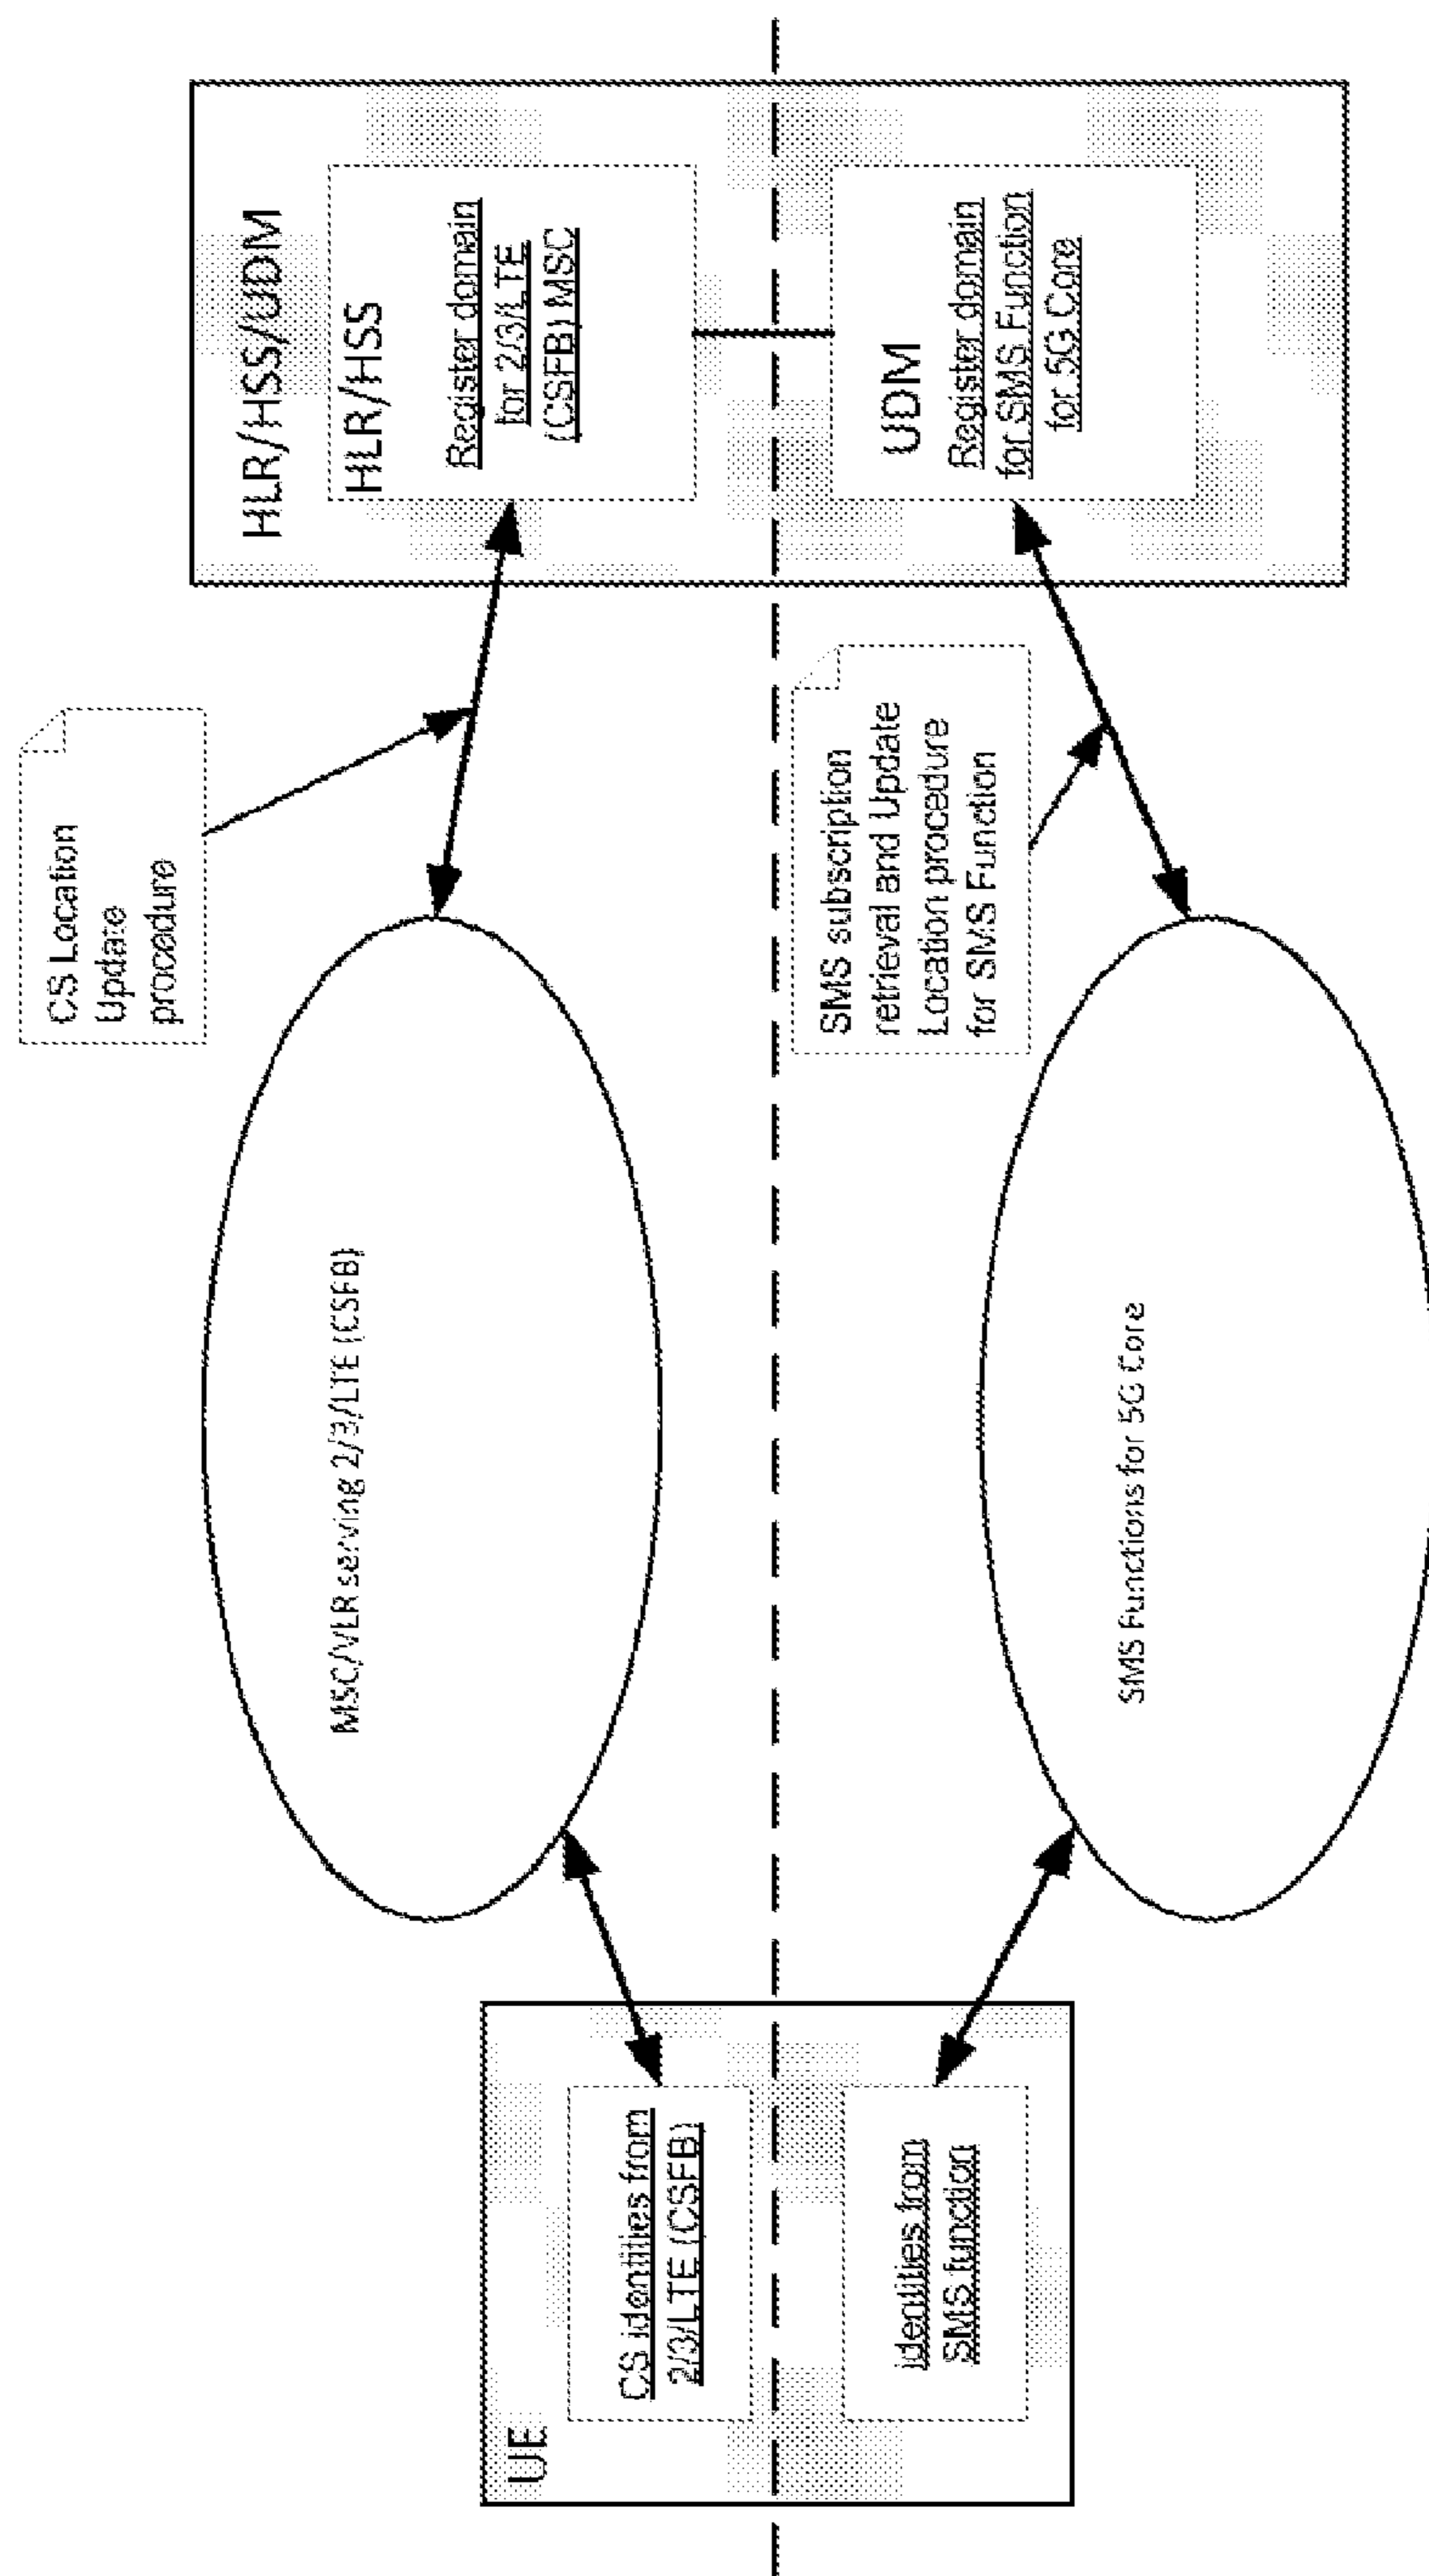 UE
CS identities from
2/3/LTE (CSFB)
identities from
SMS function
MSC/VLR serving 2/3/LTE (CSFB)
SMS Functions for 5G Core
CS Location
Update
procedure
SMS subscription
retrieval and Update
Location procedure
for SMS Function
HLR/HSS/UDM
HLR/HSS
Register domain
for 2/3/LTE
(CSFB) MSC
UDM
Register domain
for SMS Function
for 5G Core